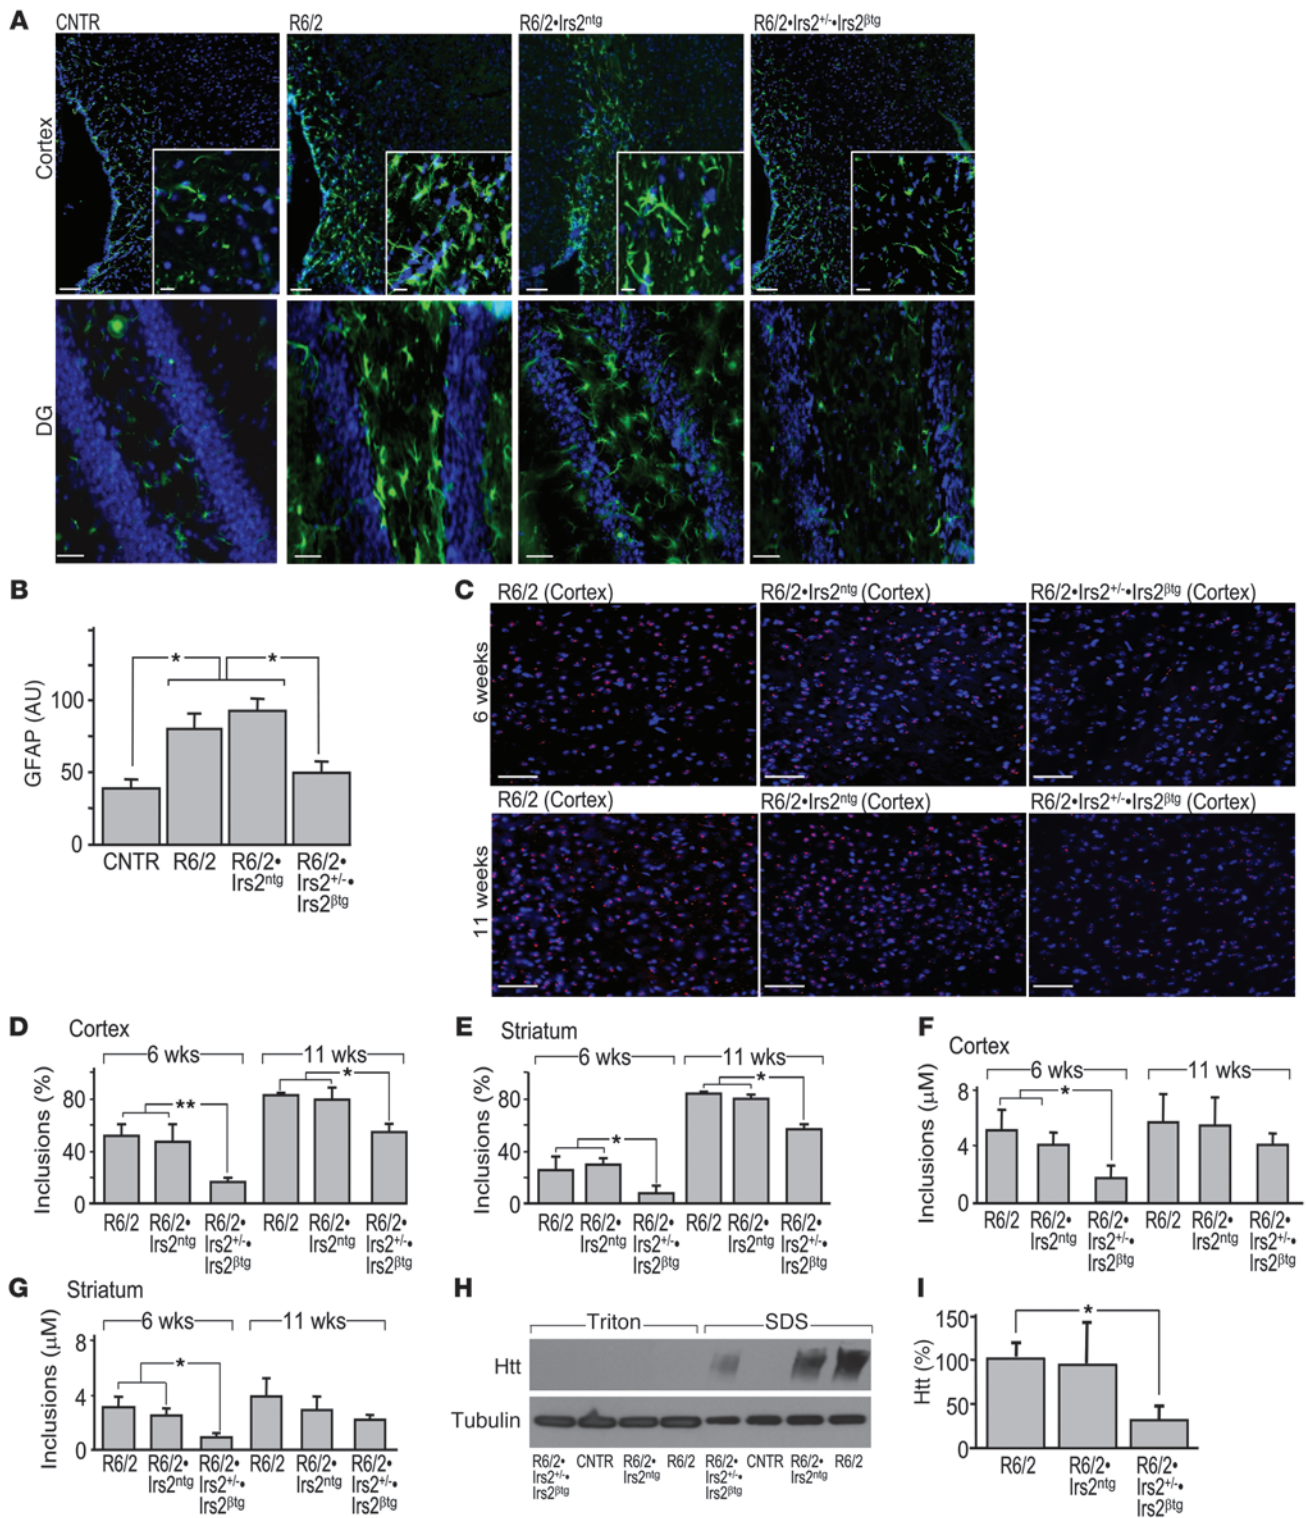 A
CNTR
R6/2
R6/2•Irs2ntg
R6/2•Irs2+/-•Irs2βtg
Cortex
DG
B
GFAP (AU)
100
50
0
CNTR
R6/2
R6/2•
Irs2ntg
R6/2•
Irs2+/-•
Irs2βtg
*
*
C
R6/2 (Cortex)
R6/2•Irs2ntg (Cortex)
R6/2•Irs2+/-•Irs2βtg (Cortex)
6 weeks
R6/2 (Cortex)
R6/2•Irs2ntg (Cortex)
R6/2•Irs2+/-•Irs2βtg (Cortex)
11 weeks
D
Cortex
6 wks
11 wks
**
*
Inclusions (%)
80
40
0
R6/2
R6/2•
Irs2ntg
R6/2•
Irs2+/-•
Irs2βtg
R6/2
R6/2•
Irs2ntg
R6/2•
Irs2+/-•
Irs2βtg
E
Striatum
6 wks
11 wks
*
*
Inclusions (%)
80
40
0
R6/2
R6/2•
Irs2ntg
R6/2•
Irs2+/-•
Irs2βtg
R6/2
R6/2•
Irs2ntg
R6/2•
Irs2+/-•
Irs2βtg
F
Cortex
6 wks
11 wks
*
Inclusions (μM)
8
4
0
R6/2
R6/2•
Irs2ntg
R6/2•
Irs2+/-•
Irs2βtg
R6/2
R6/2•
Irs2ntg
R6/2•
Irs2+/-•
Irs2βtg
G
Striatum
6 wks
11 wks
*
Inclusions (μM)
8
4
0
R6/2
R6/2•
Irs2ntg
R6/2•
Irs2+/-•
Irs2βtg
R6/2
R6/2•
Irs2ntg
R6/2•
Irs2+/-•
Irs2βtg
H
Triton
SDS
Htt
Tubulin
R6/2•
Irs2+/-•
Irs2βtg
CNTR
R6/2•
Irs2ntg
R6/2
R6/2•
Irs2+/-•
Irs2βtg
CNTR
R6/2•
Irs2ntg
R6/2
I
*
Htt (%)
150
100
50
0
R6/2
R6/2•
Irs2ntg
R6/2•
Irs2+/-•
Irs2βtg